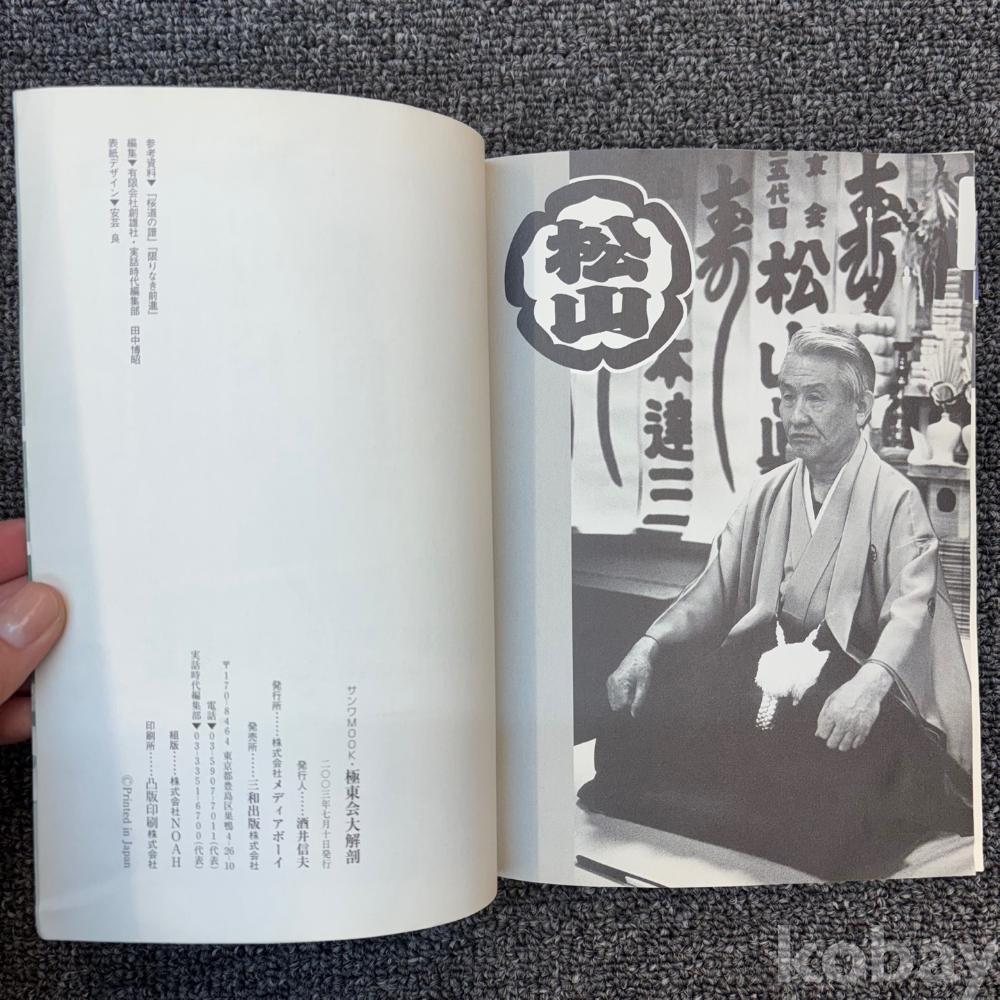 参考資料▼『桜道の譜』『限りなき前進』
編集▼有限会社創雄社・実話時代編集部 田中博昭
表紙デザイン▼安芸 良
サンワMOOK・極東会大解剖
二〇〇三年七月十日発行
発行人……酒井信夫
発行所……株式会社メディアボーイ
発売所……三和出版株式会社
〒170-8464 東京都豊島区巣鴨4-26-10
電話▼03-5907-7011(代表)
実話時代編集部▼03-3351-6700(代表)
組版……株式会社NOAH
印刷所……凸版印刷株式会社
©Printed in Japan
松山
寿
会
五代目
松山
寿
本達三
kobay